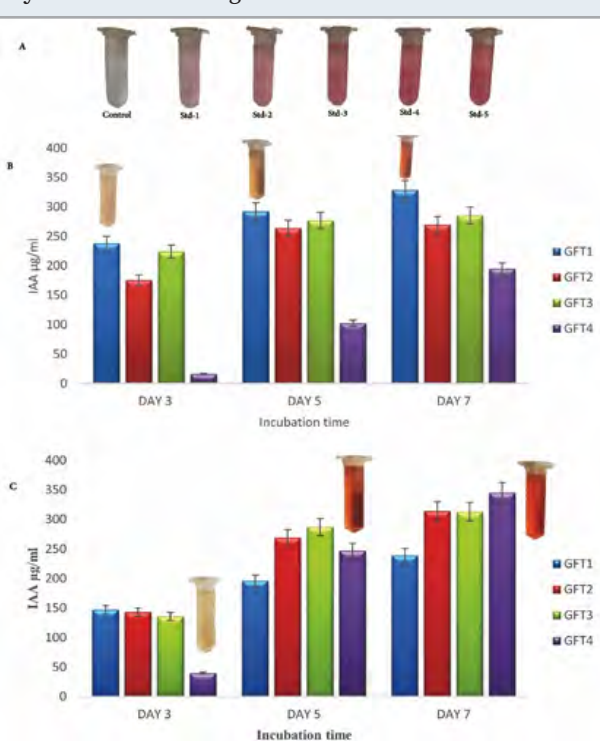 A
Control Std-1 Std-2 Std-3 Std-4 Std-5
B
400
350
300
250
200
150
100
50
0
IAA µg/ml
DAY 3 DAY 5 DAY 7
Incubation time
GFT1
GFT2
GFT3
GFT4
C
400
350
300
250
200
150
100
50
0
IAA µg/ml
DAY 3 DAY 5 DAY 7
Incubation time
GFT1
GFT2
GFT3
GFT4